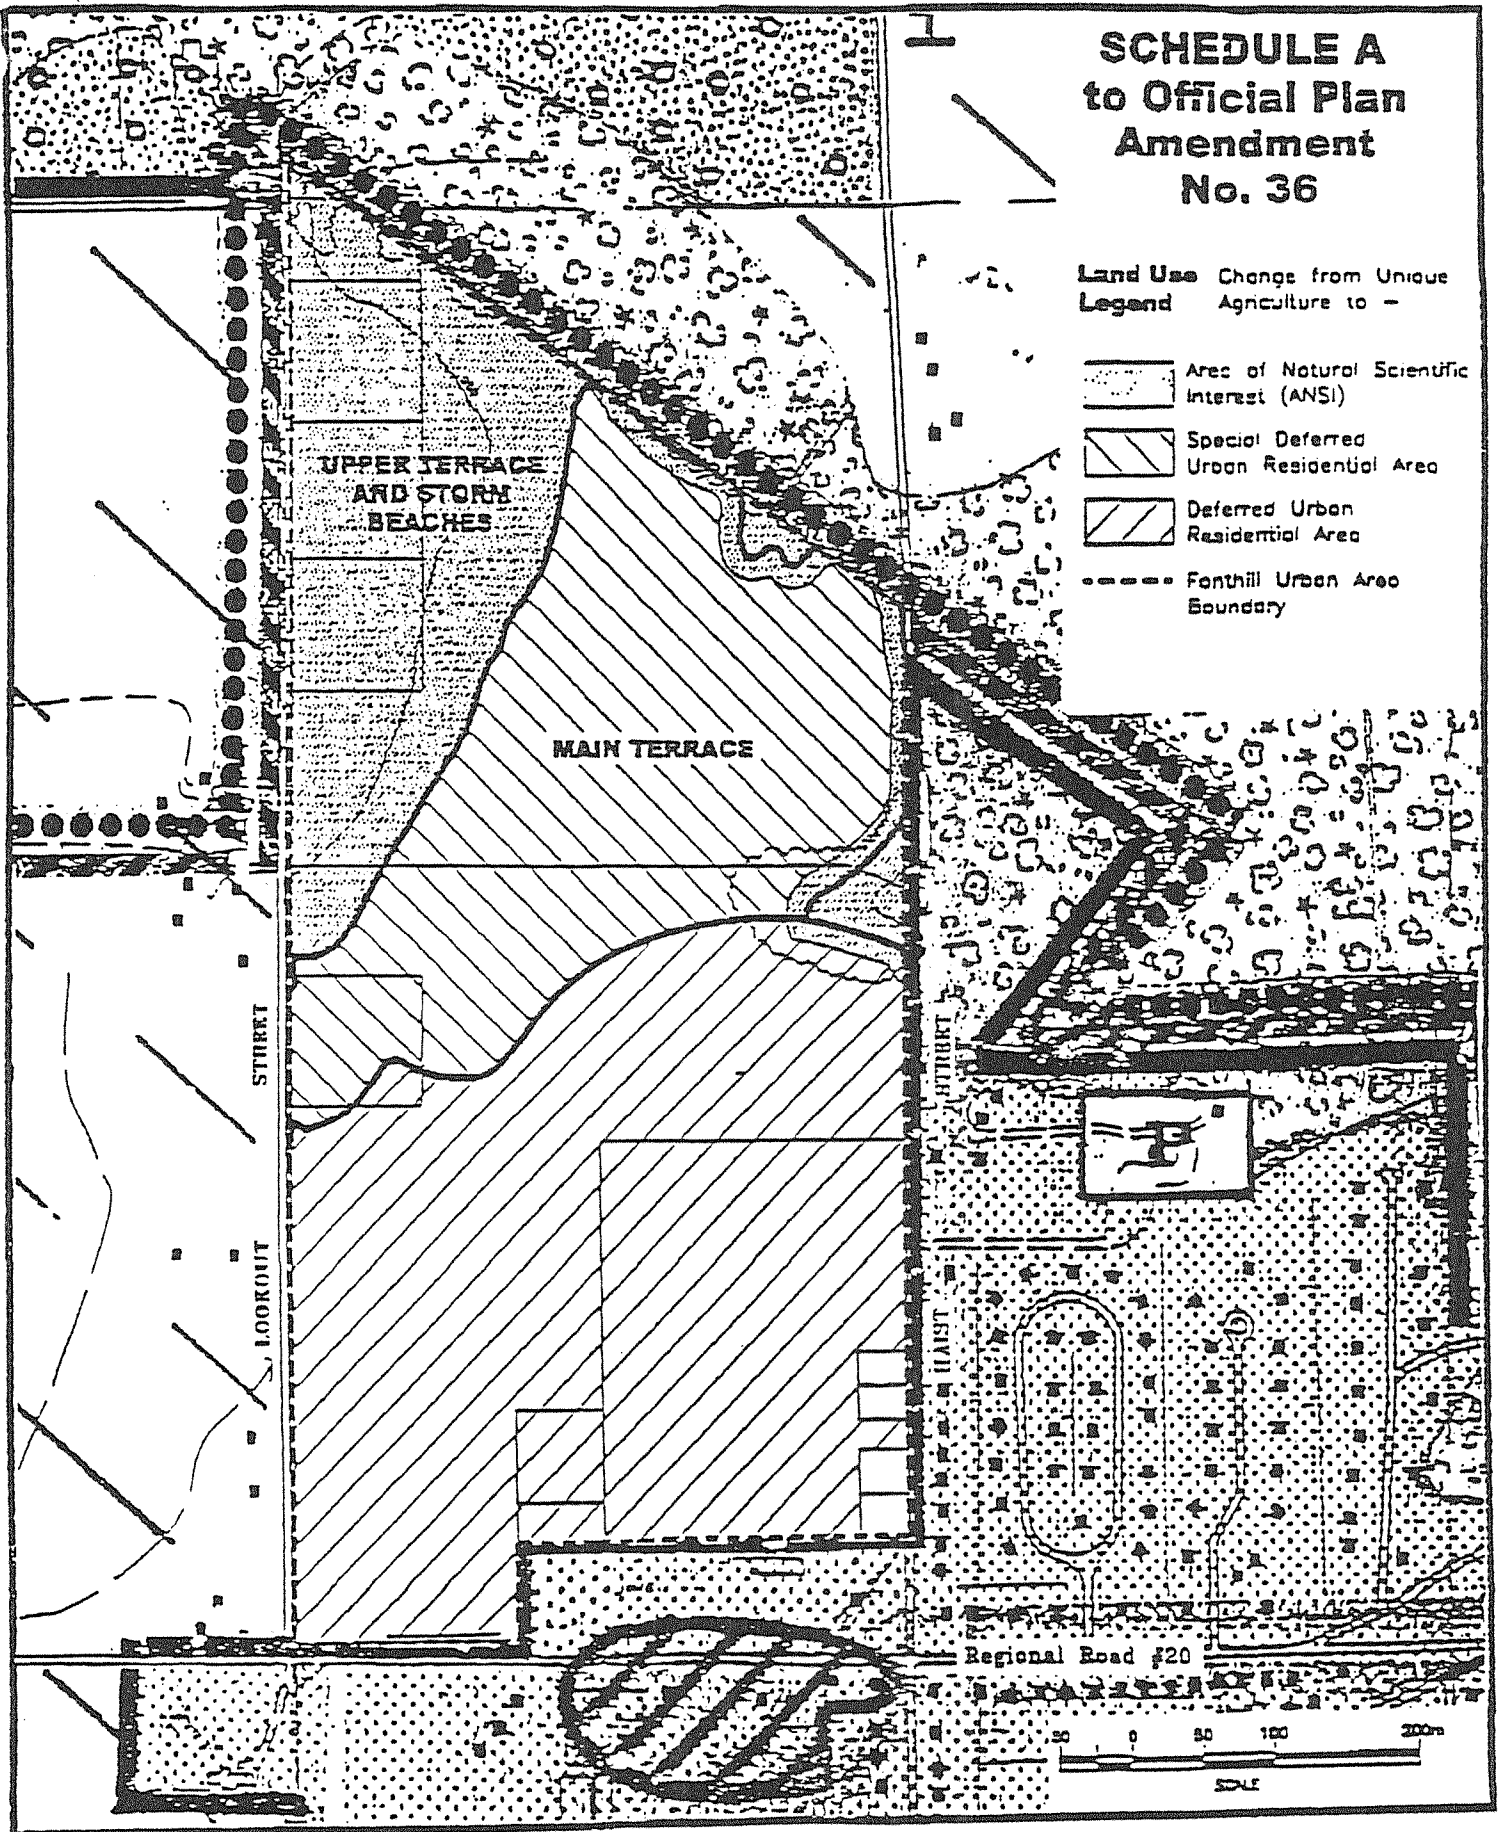 SCHEDULE A
to Official Plan
Amendment
No. 36
Land Use
Legend
Change from Unique
Agriculture to -
Area of Natural Scientific
Interest (ANSI)
Special Deferred
Urban Residential Area
Deferred Urban
Residential Area
Fonthill Urban Area
Boundary
UPPER TERRACE
AND STORM
BEACHES
MAIN TERRACE
STREET
LOOKOUT
STREET
HAIST
Regional Road #20
50 0 50 100 200m
SCALE